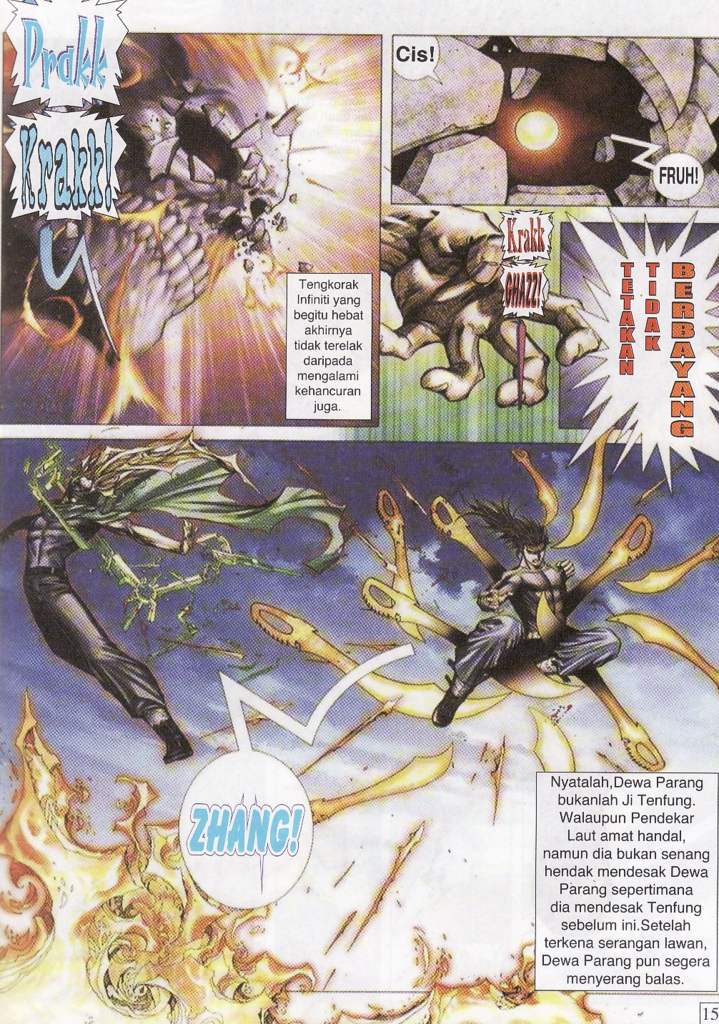 Prakk
Krakk!
Tengkorak
Infiniti yang
begitu hebat
akhirnya
tidak terelak
daripada
mengalami
kehancuran
juga.
Cis!
FRUH!
Krakk
GHAZZ!
TETAKAN
TIDAK
BERBAYANG
ZHANG!
Nyatalah,Dewa Parang
bukanlah Ji Tenfung.
Walaupun Pendekar
Laut amat handal,
namun dia bukan senang
hendak mendesak Dewa
Parang sepertimana
dia mendesak Tenfung
sebelum ini.Setelah
terkena serangan lawan,
Dewa Parang pun segera
menyerang balas.
15